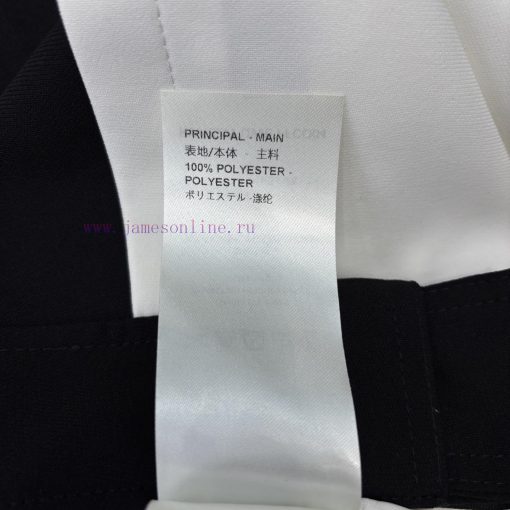 PRINCIPAL - MAIN
表地/本体 - 主料
100% POLYESTER -
POLYESTER
ポリエステル -涤纶
www.jamesonline.ru